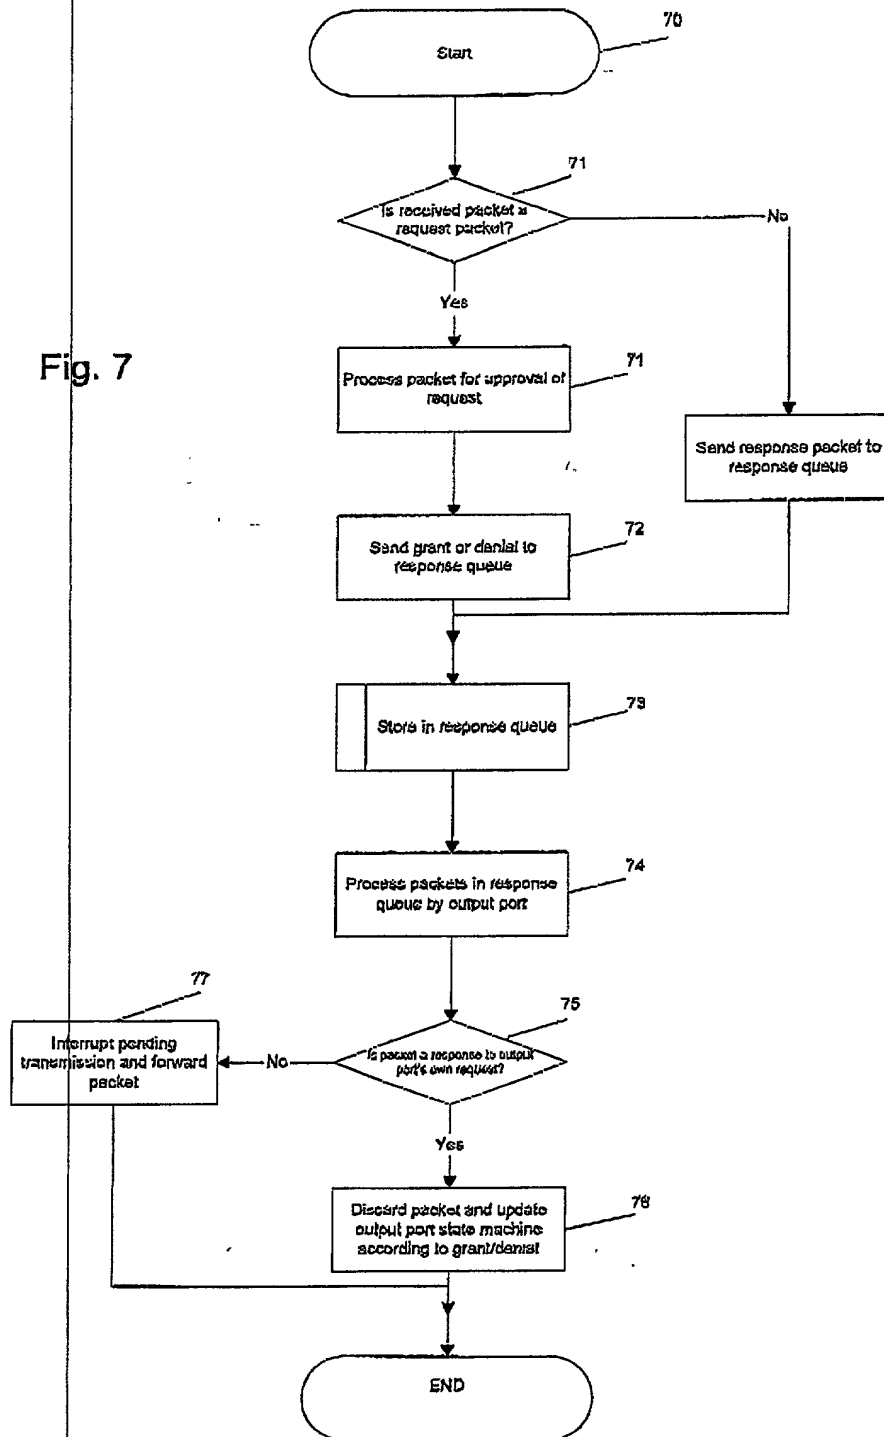 70
Start
71
Is received packet a
request packet?
No
Yes
Fig. 7
71
Process packet for approval of
request
Send response packet to
response queue
72
Send grant or denial to
response queue
73
Store in response queue
74
Process packets in response
queue by output port
77
75
Interrupt pending
transmission and forward
packet
No
Is packet a response to output
port's own request?
Yes
76
Discard packet and update
output port state machine
according to grant/denial
END